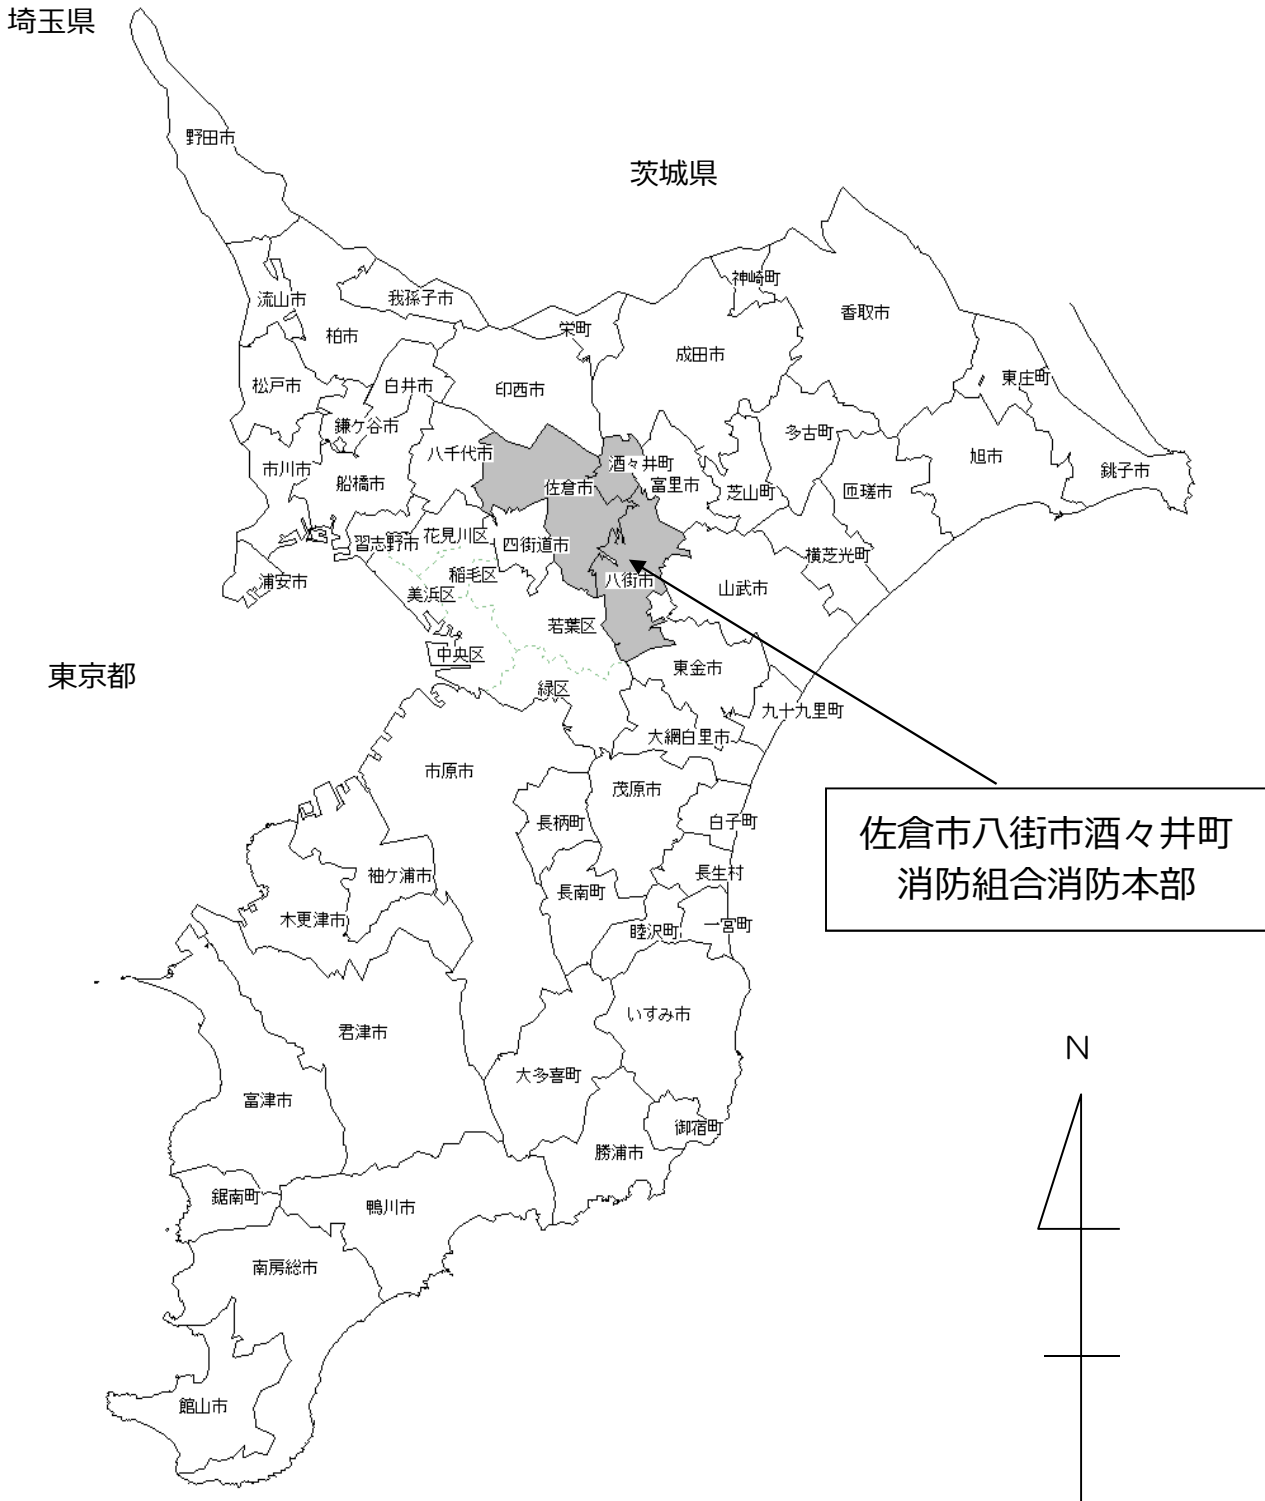 埼玉県
野田市
茨城県
神崎町
流山市
我孫子市
香取市
柏市
栄町
成田市
松戸市
白井市
印西市
東庄町
鎌ケ谷市
多古町
八千代市
旭市
市川市
酒々井町
銚子市
船橋市
佐倉市
富里市
芝山町
匝瑳市
習志野市
花見川区
四街道市
横芝光町
浦安市
稲毛区
八街市
山武市
美浜区
若葉区
中央区
東京都
東金市
緑区
九十九里町
大網白里市
市原市
茂原市
長柄町
白子町
佐倉市八街市酒々井町
消防組合消防本部
袖ケ浦市
長生村
長南町
木更津市
睦沢町
一宮町
いすみ市
君津市
N
大多喜町
富津市
御宿町
勝浦市
鋸南町
鴨川市
南房総市
館山市